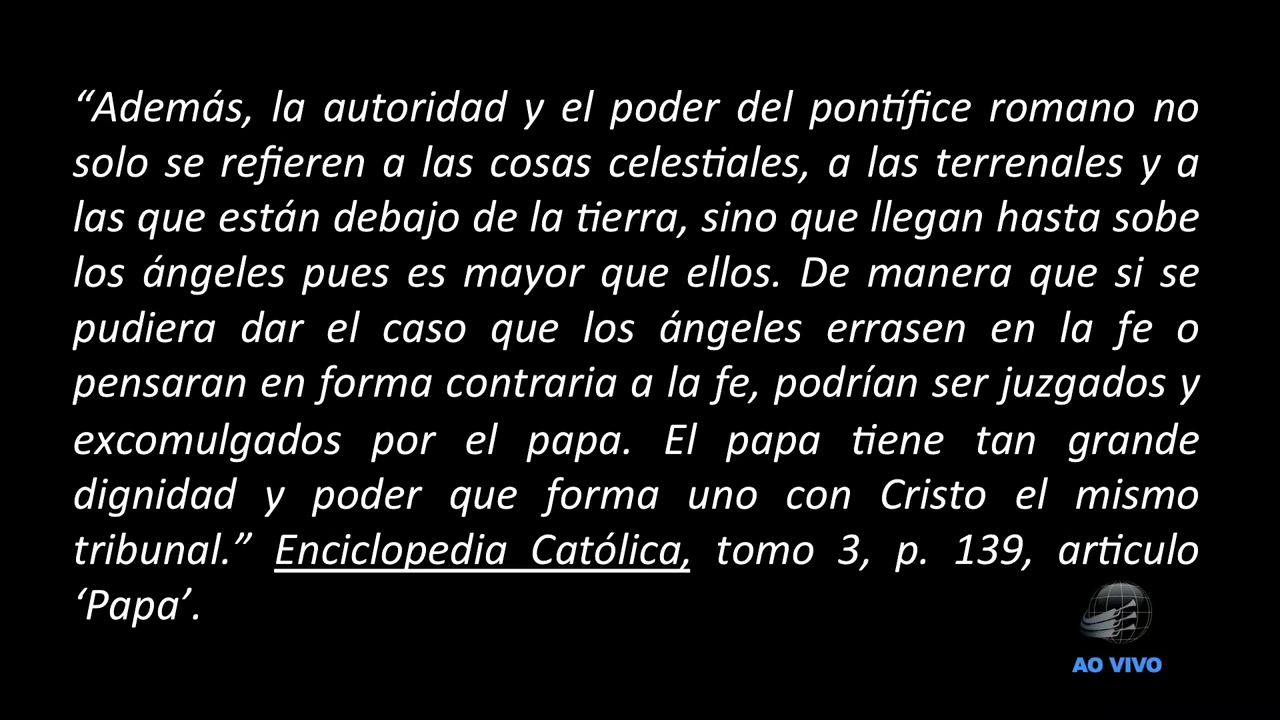 “Además, la autoridad y el poder del pontífice romano no
solo se refieren a las cosas celestiales, a las terrenales y a
las que están debajo de la tierra, sino que llegan hasta sobe
los ángeles pues es mayor que ellos. De manera que si se
pudiera dar el caso que los ángeles errasen en la fe o
pensaran en forma contraria a la fe, podrían ser juzgados y
excomulgados por el papa. El papa tiene tan grande
dignidad y poder que forma uno con Cristo el mismo
tribunal.” Enciclopedia Católica, tomo 3, p. 139, articulo
‘Papa’.
AO VIVO